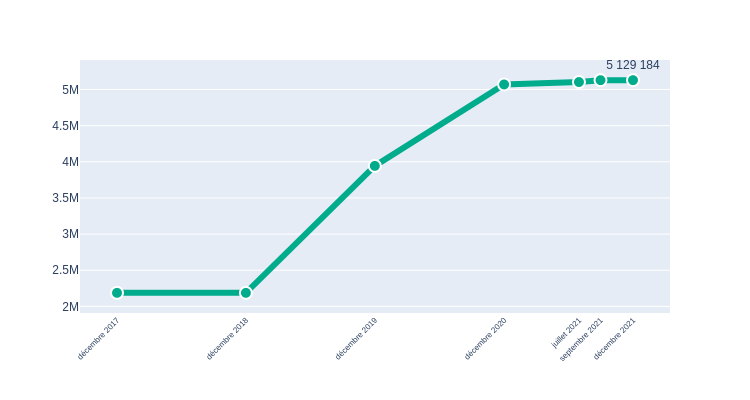 5 129 184
5M
4.5M
4M
3.5M
3M
2.5M
2M
décembre 2017
décembre 2018
décembre 2019
décembre 2020
juillet 2021
septembre 2021
décembre 2021